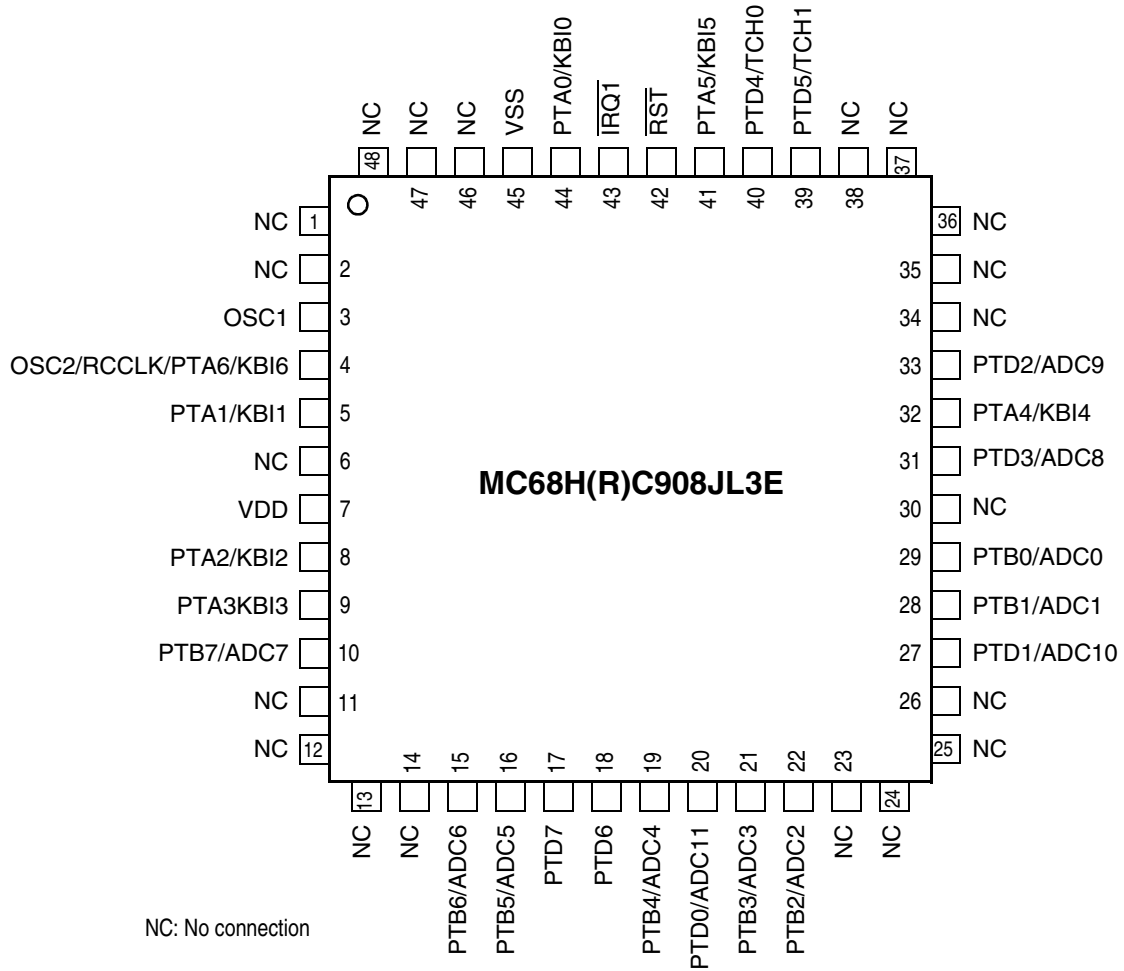 NC
NC
NC
VSS
PTA0/KBI0
IRQ1
RST
PTA5/KBI5
PTD4/TCH0
PTD5/TCH1
NC
NC
48
47
46
45
44
43
42
41
40
39
38
37
NC 1
NC 2
OSC1 3
OSC2/RCCLK/PTA6/KBI6 4
PTA1/KBI1 5
NC 6
VDD 7
PTA2/KBI2 8
PTA3KBI3 9
PTB7/ADC7 10
NC 11
NC 12
MC68H(R)C908JL3E
36 NC
35 NC
34 NC
33 PTD2/ADC9
32 PTA4/KBI4
31 PTD3/ADC8
30 NC
29 PTB0/ADC0
28 PTB1/ADC1
27 PTD1/ADC10
26 NC
25 NC
13
14
15
16
17
18
19
20
21
22
23
24
NC
NC
PTB6/ADC6
PTB5/ADC5
PTD7
PTD6
PTB4/ADC4
PTD0/ADC11
PTB3/ADC3
PTB2/ADC2
NC
NC
NC: No connection